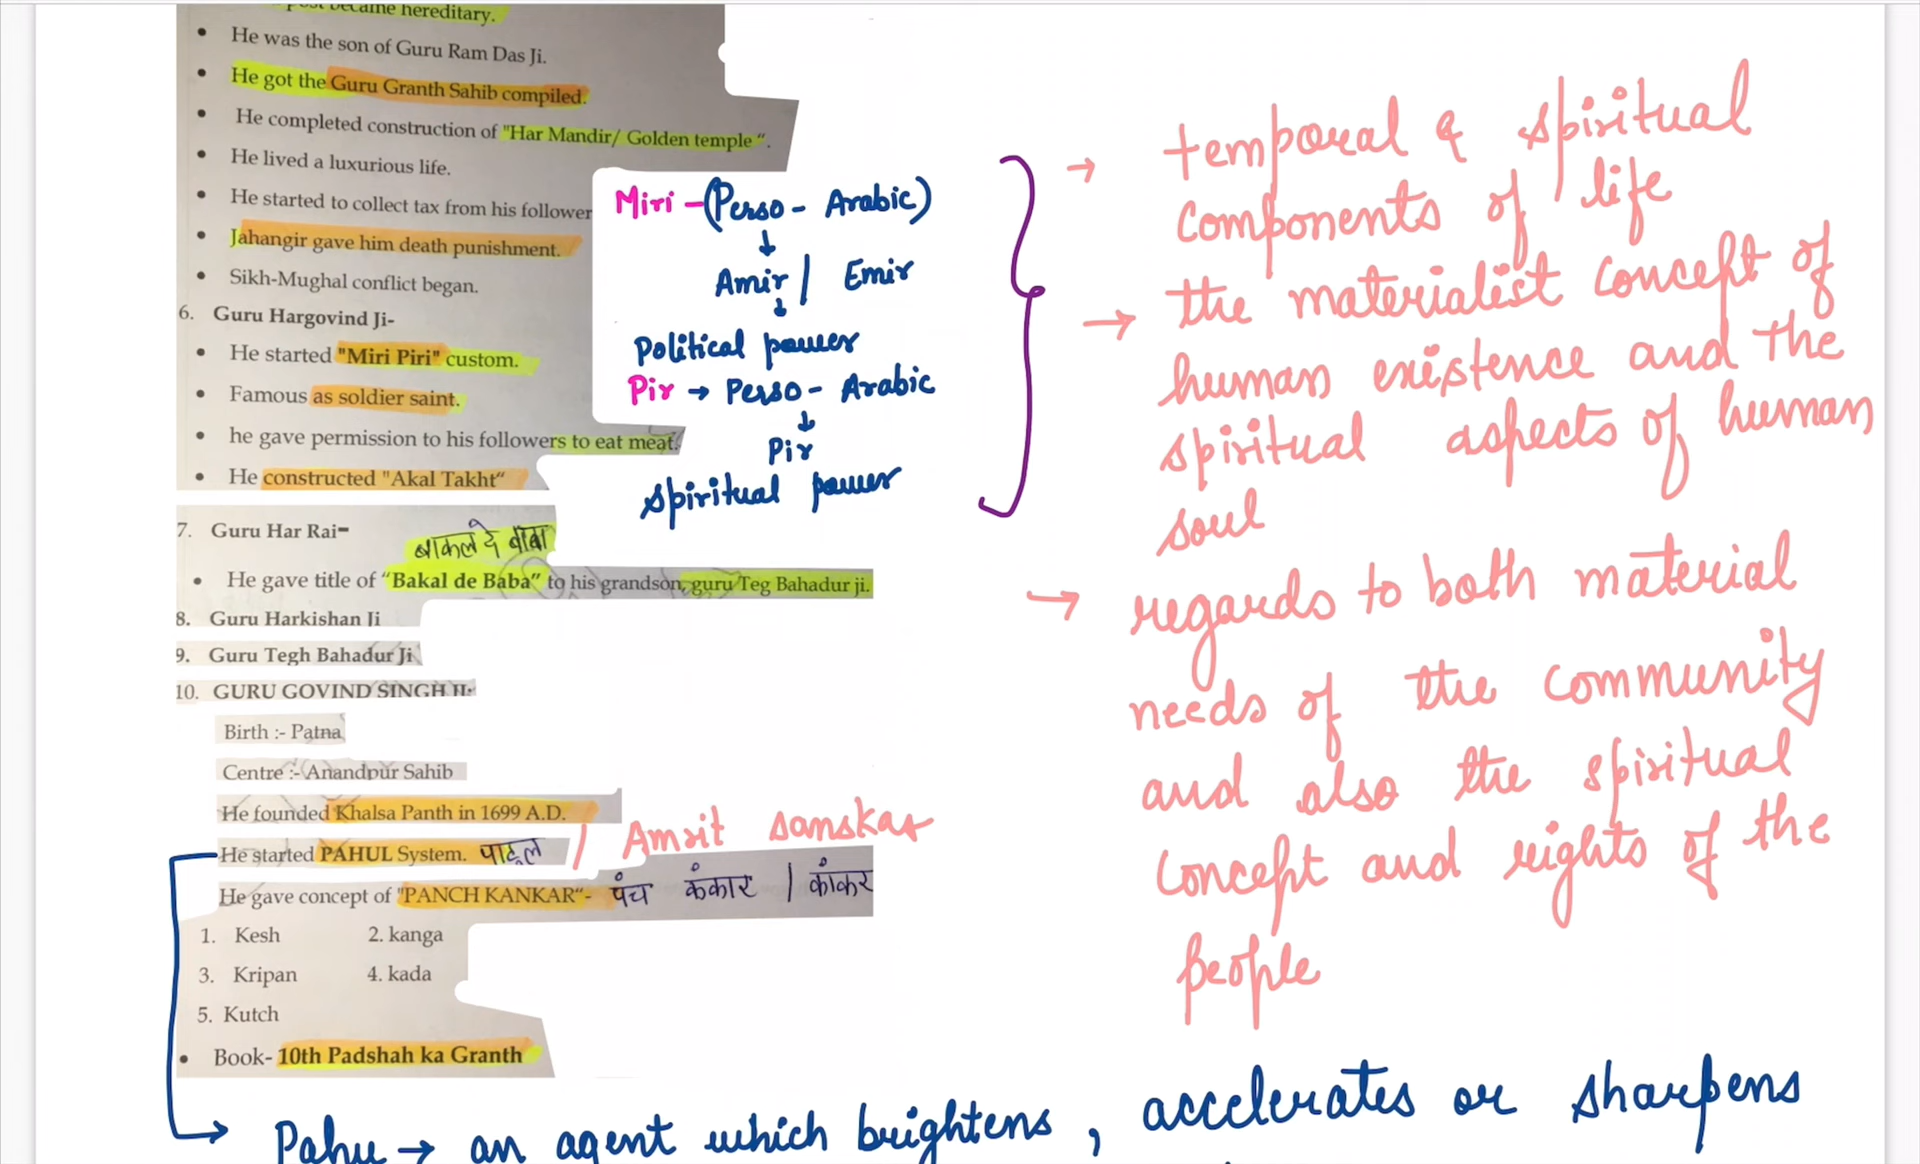 post became hereditary.
• He was the son of Guru Ram Das Ji.
• He got the Guru Granth Sahib compiled.
• He completed construction of "Har Mandir/ Golden temple ".
• He lived a luxurious life.
• He started to collect tax from his follower
• Jahangir gave him death punishment.
• Sikh-Mughal conflict began.
6. Guru Hargovind Ji-
• He started "Miri Piri" custom.
• Famous as soldier saint.
• he gave permission to his followers to eat meat.
• He constructed "Akal Takht"
Miri - (Perso - Arabic)
↓
Amir / Emir
↓
Political power
Pir → Perso - Arabic
↓
Pir
spiritual power
→ temporal & spiritual
components of life
→ the materialist concept of
human existence and the
spiritual aspects of human
soul
→ regards to both material
needs of the community
and also the spiritual
concept and rights of the
people
7. Guru Har Rai-
बाकल दे बाबा
• He gave title of "Bakal de Baba" to his grandson, guru Teg Bahadur ji.
8. Guru Harkishan Ji
9. Guru Tegh Bahadur Ji
10. GURU GOVIND SINGH JI-
Birth :- Patna
Centre :- Anandpur Sahib
He founded Khalsa Panth in 1699 A.D.
He started PAHUL System. पाहूल / Amrit sanskar
He gave concept of "PANCH KANKAR"- पंच कंकार / कांकर
1. Kesh 2. kanga
3. Kripan 4. kada
5. Kutch
• Book- 10th Padshah ka Granth
→ Pahu → an agent which brightens, accelerates or sharpens